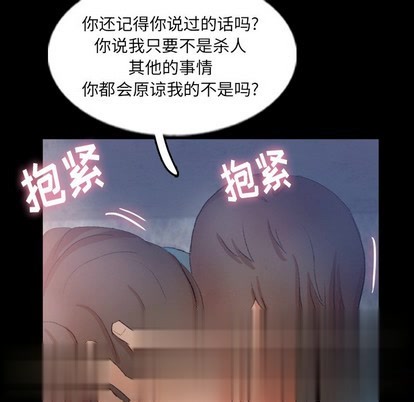 你还记得你说过的话吗?
你说我只要不是杀人
其他的事情
你都会原谅我的不是吗?
抱紧
抱紧